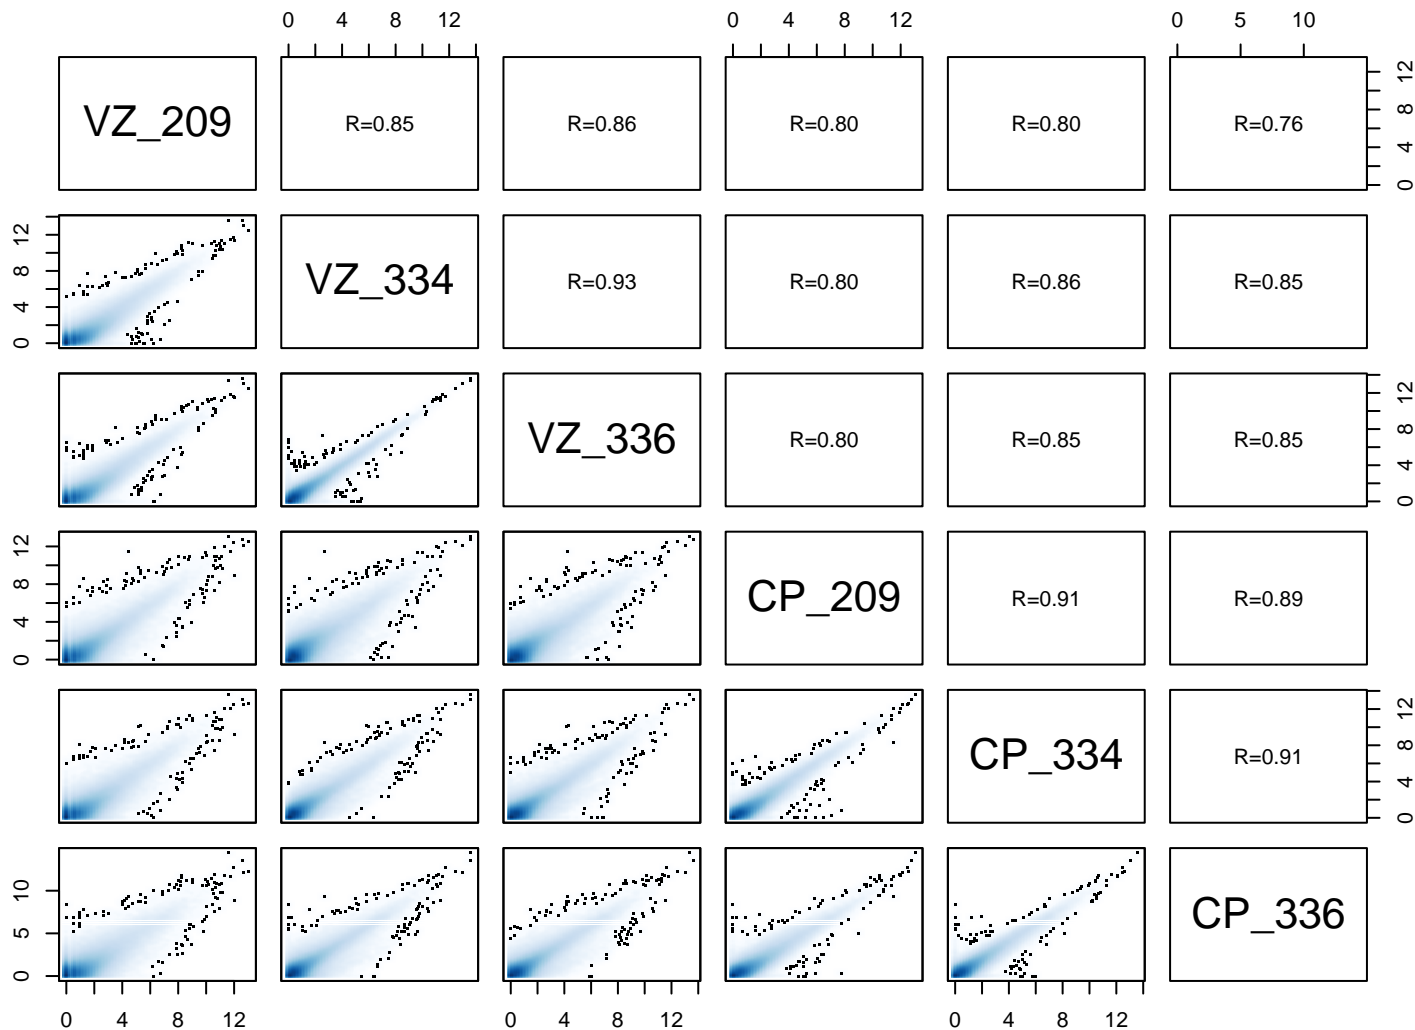 0 4 8 12 0 4 8 12 0 5 10
VZ_209 R=0.85 R=0.86 R=0.80 R=0.80 R=0.76 0 4 8 12
0 4 8 12 VZ_334 R=0.93 R=0.80 R=0.86 R=0.85
VZ_336 R=0.80 R=0.85 R=0.85 0 4 8 12
0 4 8 12 CP_209 R=0.91 R=0.89
CP_334 R=0.91 0 4 8 12
0 5 10 CP_336
0 4 8 12 0 4 8 12 0 4 8 12